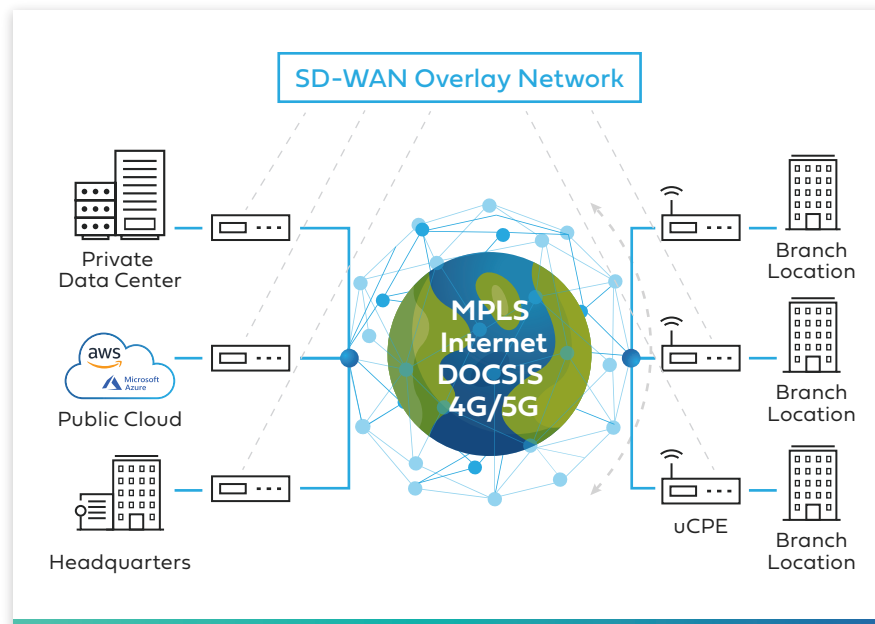 SD-WAN Overlay Network
Private
Data Center
aws
Microsoft
Azure
Public Cloud
Headquarters
MPLS
Internet
DOCSIS
4G/5G
Branch
Location
Branch
Location
uCPE
Branch
Location